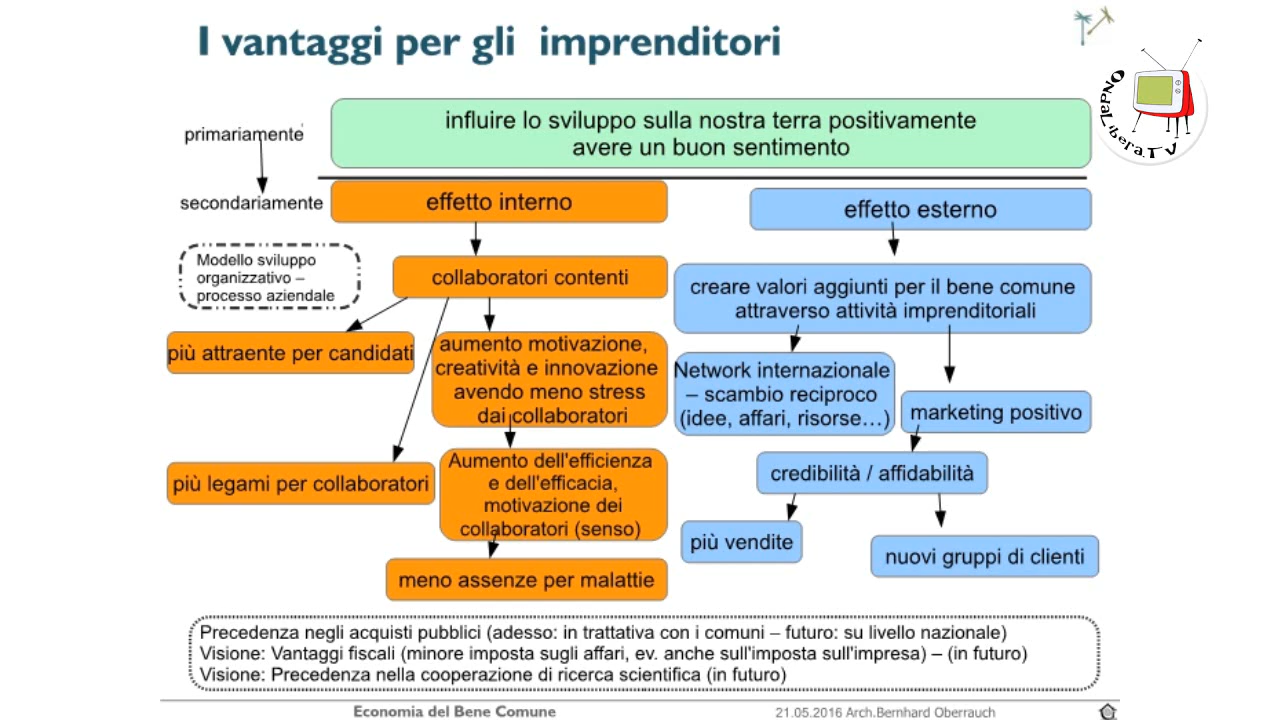 I vantaggi per gli imprenditori
OndaLibera.TV
primariamente
influire lo sviluppo sulla nostra terra positivamente
avere un buon sentimento
secondariamente
effetto interno
effetto esterno
Modello sviluppo
organizzativo –
processo aziendale
collaboratori contenti
creare valori aggiunti per il bene comune
attraverso attività imprenditoriali
più attraente per candidati
aumento motivazione,
creatività e innovazione
avendo meno stress
dai collaboratori
Network internazionale
– scambio reciproco
(idee, affari, risorse…)
marketing positivo
più legami per collaboratori
Aumento dell'efficienza
e dell'efficacia,
motivazione dei
collaboratori (senso)
credibilità / affidabilità
più vendite
nuovi gruppi di clienti
meno assenze per malattie
Precedenza negli acquisti pubblici (adesso: in trattativa con i comuni – futuro: su livello nazionale)
Visione: Vantaggi fiscali (minore imposta sugli affari, ev. anche sull'imposta sull'impresa) – (in futuro)
Visione: Precedenza nella cooperazione di ricerca scientifica (in futuro)
Economia del Bene Comune
21.05.2016 Arch.Bernhard Oberrauch